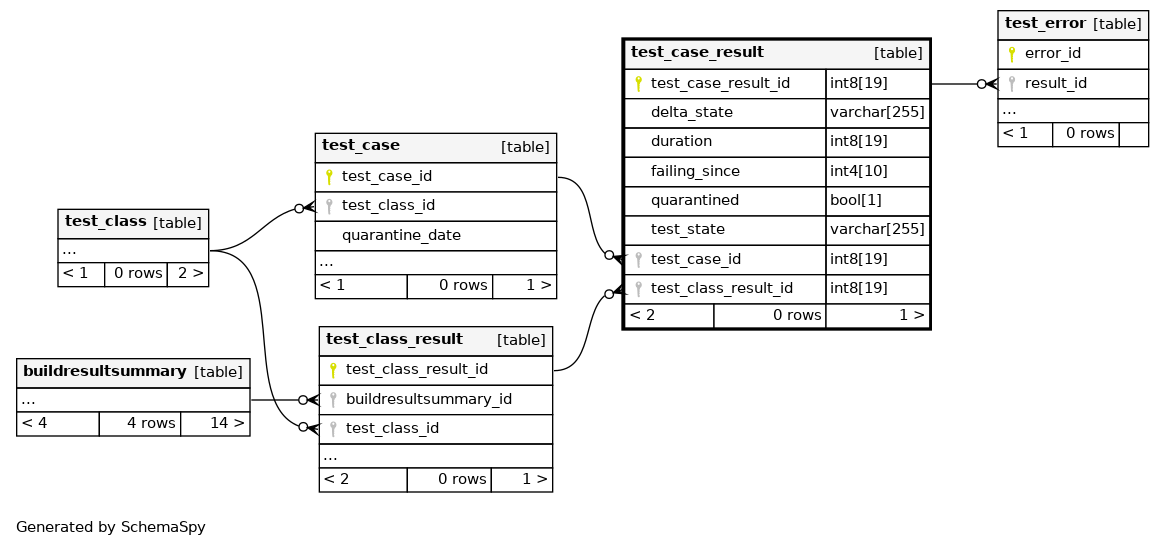 test_error [table]
error_id
result_id
...
< 1 0 rows
test_case_result [table]
test_case_result_id int8[19]
delta_state varchar[255]
duration int8[19]
failing_since int4[10]
quarantined bool[1]
test_state varchar[255]
test_case_id int8[19]
test_class_result_id int8[19]
< 2 0 rows 1 >
test_case [table]
test_case_id
test_class_id
quarantine_date
...
< 1 0 rows 1 >
test_class [table]
...
< 1 0 rows 2 >
test_class_result [table]
test_class_result_id
buildresultsummary_id
test_class_id
...
< 2 0 rows 1 >
buildresultsummary [table]
...
< 4 4 rows 14 >
Generated by SchemaSpy